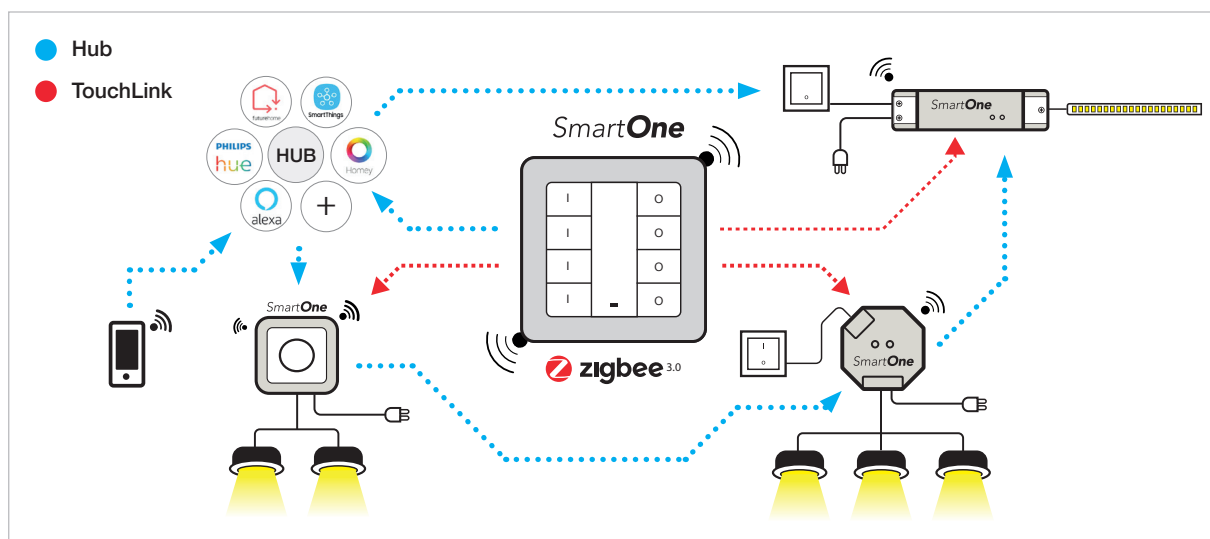 Hub
TouchLink
futurehome
SmartThings
PHILIPS
hue
HUB
Homey
alexa
+
SmartOne
I O
I O
I O
I O
zigbee 3.0
O
SmartOne
SmartOne
I
O
SmartOne